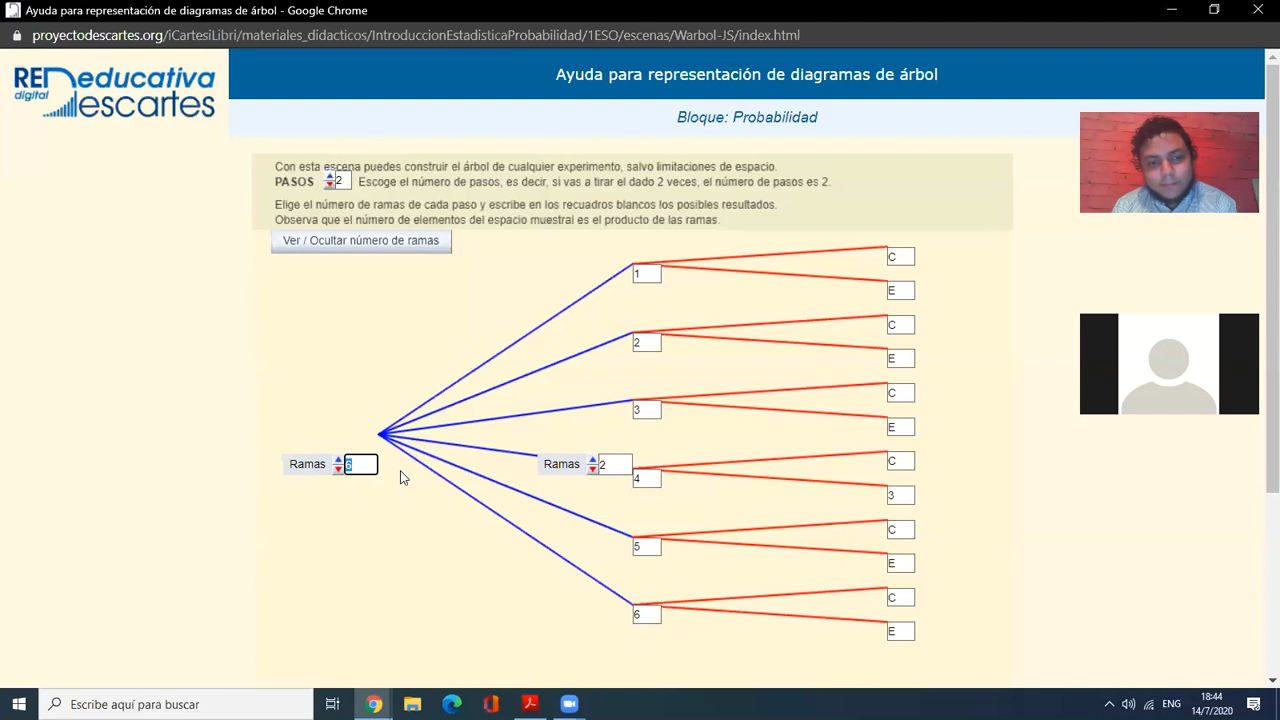 Ayuda para representación de diagramas de árbol - Google Chrome
proyectodescartes.org/iCartesiLibri/materiales_didacticos/IntroduccionEstadisticaProbabilidad/1ESO/escenas/Warbol-JS/index.html
RED educativa
digital Descartes
Ayuda para representación de diagramas de árbol
Bloque: Probabilidad
Con esta escena puedes construir el árbol de cualquier experimento, salvo limitaciones de espacio.
PASOS 2 Escoge el número de pasos, es decir, si vas a tirar el dado 2 veces, el número de pasos es 2.
Elige el número de ramas de cada paso y escribe en los recuadros blancos los posibles resultados.
Observa que el número de elementos del espacio muestral es el producto de las ramas.
Ver / Ocultar número de ramas
C
1
E
C
2
E
C
3
E
C
Ramas
Ramas 2
4
3
C
5
E
C
6
E
Escribe aquí para buscar
ENG
18:44
14/7/2020